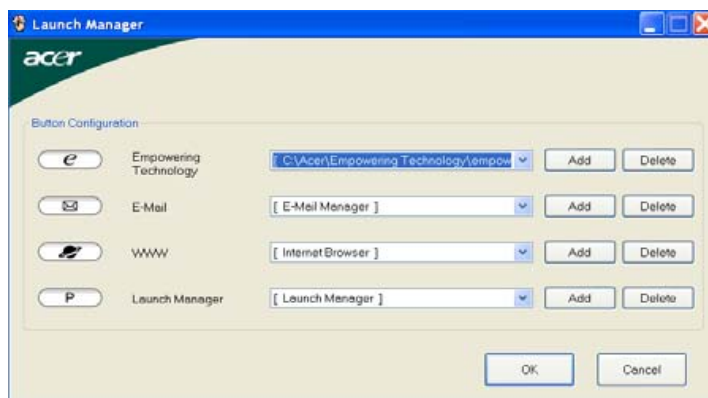 Launch Manager
acer
Button Configuration
e
Empowering
Technology
[ C:\Acer\Empowering Technology\empow
Add
Delete
E-Mail
[ E-Mail Manager ]
Add
Delete
WWW
[ Internet Browser ]
Add
Delete
P
Launch Manager
[ Launch Manager ]
Add
Delete
OK
Cancel